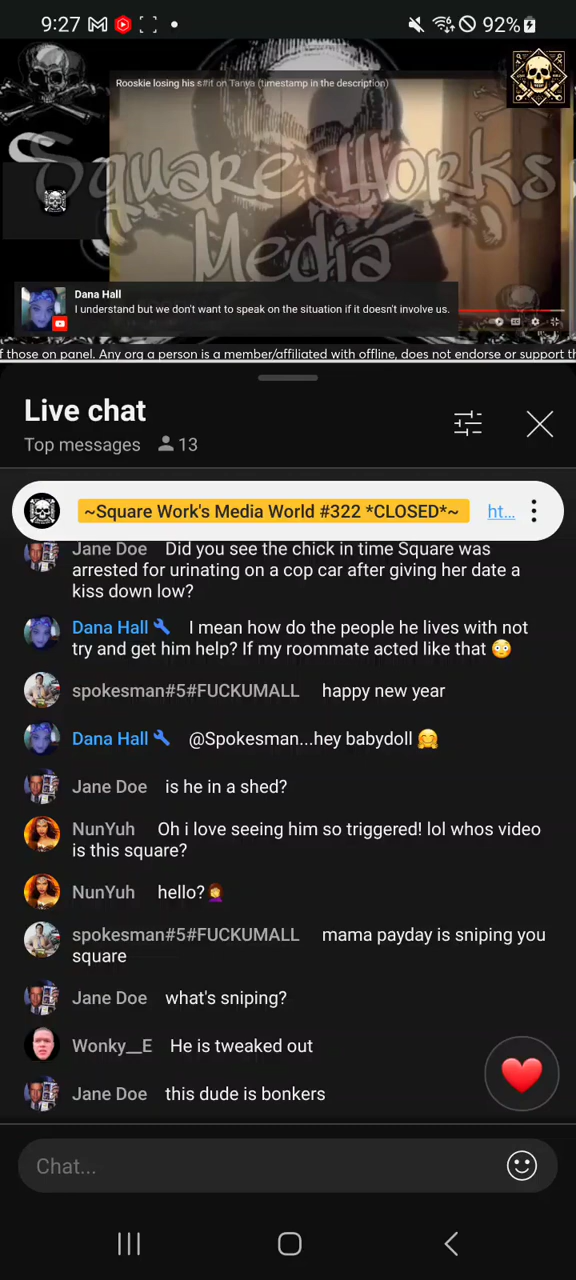 9:27
92%
Rooskie losing his s#it on Tanya (timestamp in the description)
Square Works
Media
Dana Hall
I understand but we don't want to speak on the situation if it doesn't involve us.
f those on panel. Any org a person is a member/affiliated with offline, does not endorse or support th
Live chat
Top messages 13
~Square Work's Media World #322 *CLOSED*~ ht...
Jane Doe Did you see the chick in time Square was
arrested for urinating on a cop car after giving her date a
kiss down low?
Dana Hall I mean how do the people he lives with not
try and get him help? If my roommate acted like that 😳
spokesman#5#FUCKUMALL happy new year
Dana Hall @Spokesman...hey babydoll 🤗
Jane Doe is he in a shed?
NunYuh Oh i love seeing him so triggered! lol whos video
is this square?
NunYuh hello?🤦‍♀️
spokesman#5#FUCKUMALL mama payday is sniping you
square
Jane Doe what's sniping?
Wonky__E He is tweaked out
Jane Doe this dude is bonkers
Chat...